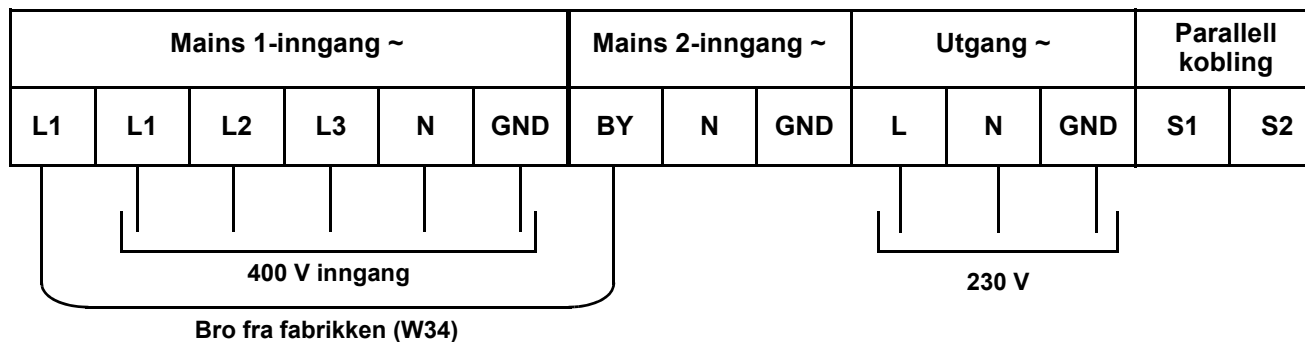 Mains 1-inngang ~ Mains 2-inngang ~ Utgang ~ Parallell
kobling
L1 L1 L2 L3 N GND BY N GND L N GND S1 S2
400 V inngang 230 V
Bro fra fabrikken (W34)